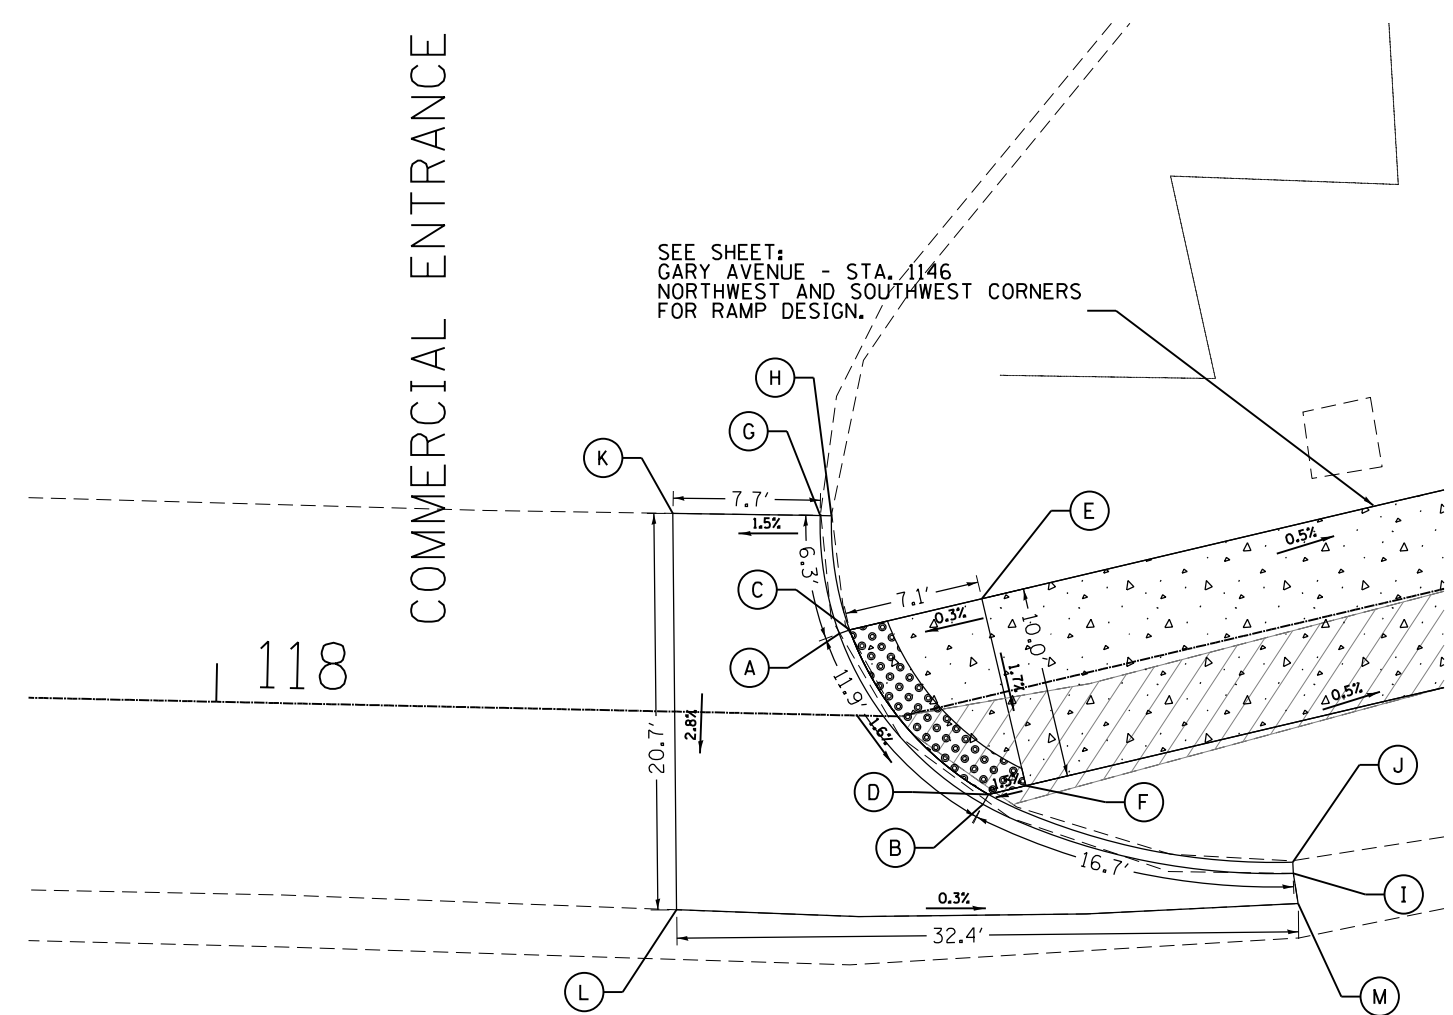 COMMERCIAL ENTRANCE
SEE SHEET:
GARY AVENUE - STA. 1146
NORTHWEST AND SOUTHWEST CORNERS
FOR RAMP DESIGN.
H
G
K
7.7'
1.5%
E
6.3'
C
7.1'
0.3%
0.5%
10.0'
A
118
1.7%
11.9'
1.6%
0.5%
2.8%
20.7'
1.5%
D
F
J
B
16.7'
I
0.3%
32.4'
L
M